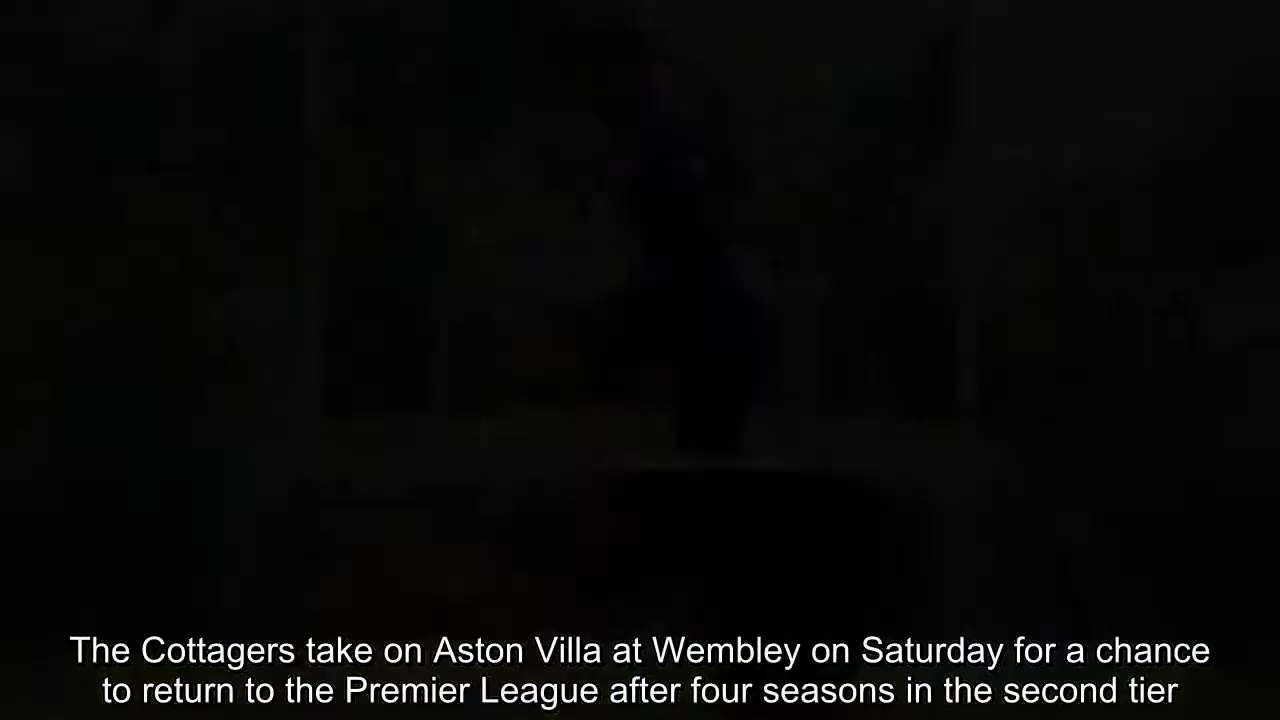 The Cottagers take on Aston Villa at Wembley on Saturday for a chance
to return to the Premier League after four seasons in the second tier